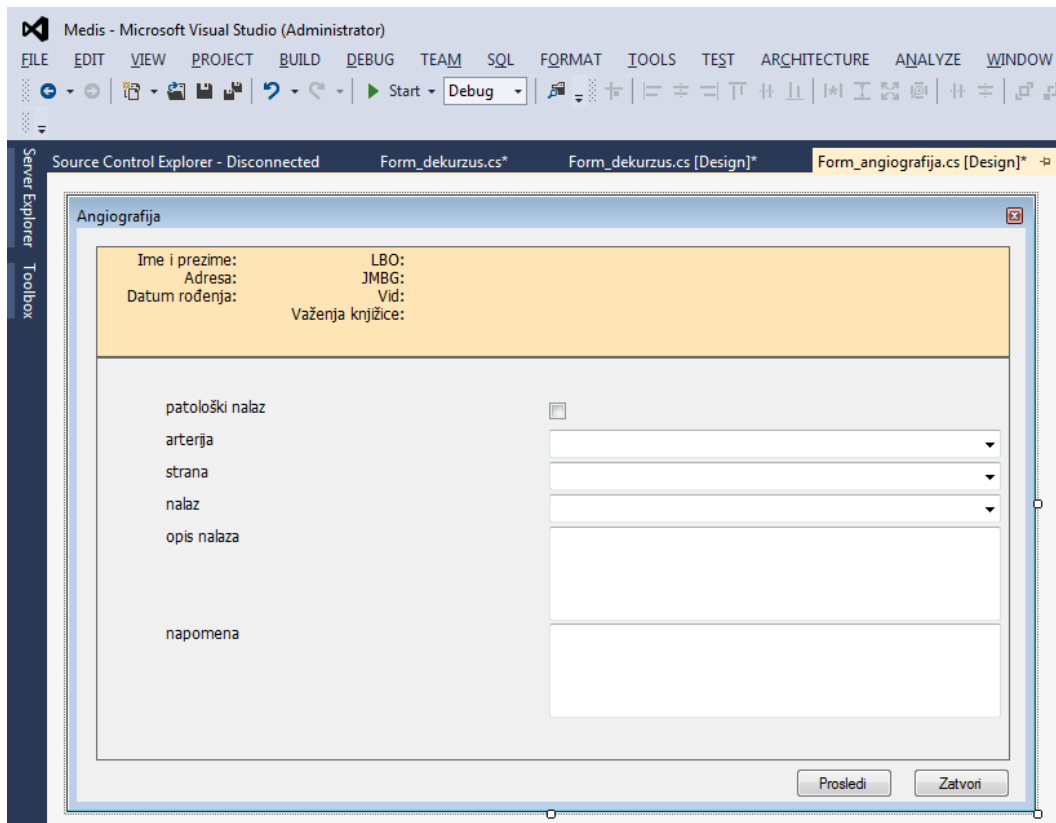 Medis - Microsoft Visual Studio (Administrator)
FILE EDIT VIEW PROJECT BUILD DEBUG TEAM SQL FORMAT TOOLS TEST ARCHITECTURE ANALYZE WINDOW
Start Debug
Server Explorer
Toolbox
Source Control Explorer - Disconnected Form_dekurzus.cs* Form_dekurzus.cs [Design]* Form_angiografija.cs [Design]*
Angiografija
Ime i prezime: LBO:
Adresa: JMBG:
Datum rođenja: Vid:
Važenja knjižice:
patološki nalaz
arterija
strana
nalaz
opis nalaza
napomena
Prosledi Zatvori